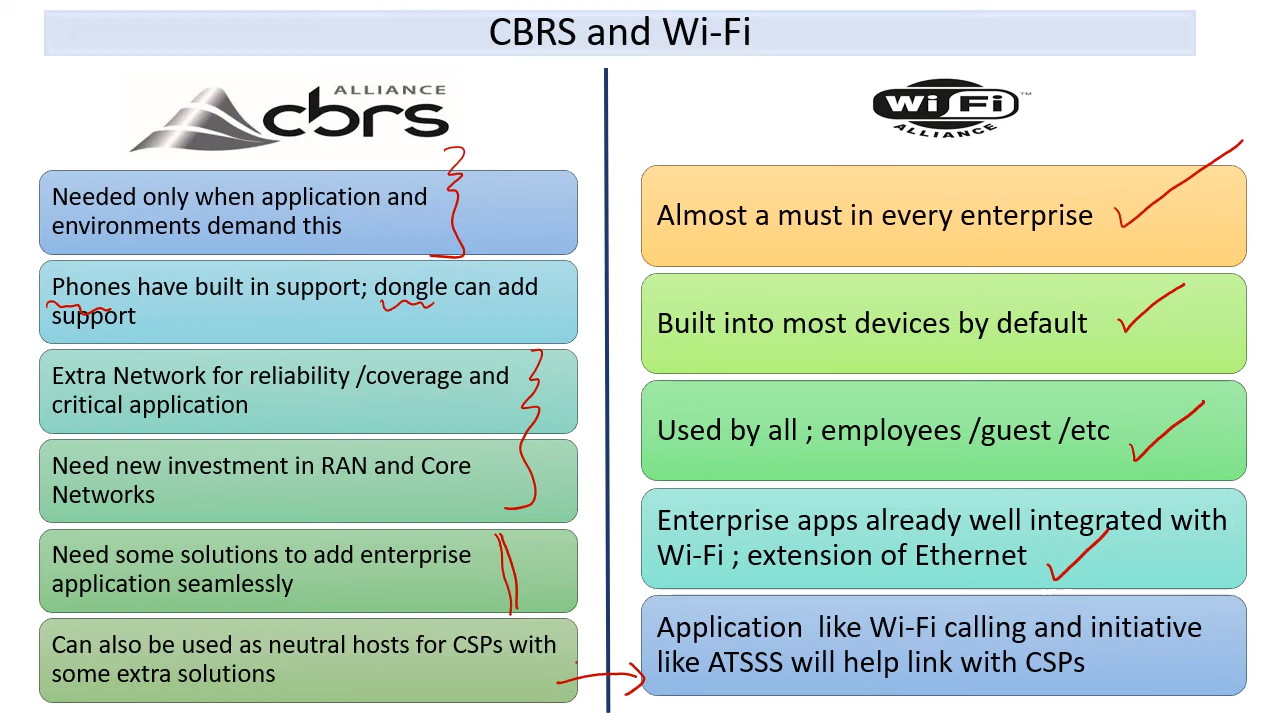 CBRS and Wi-Fi
ALLIANCE
cbrs
Needed only when application and
environments demand this
Phones have built in support; dongle can add
support
Extra Network for reliability /coverage and
critical application
Need new investment in RAN and Core
Networks
Need some solutions to add enterprise
application seamlessly
Can also be used as neutral hosts for CSPs with
some extra solutions
Wi Fi™
ALLIANCE
Almost a must in every enterprise
Built into most devices by default
Used by all ; employees /guest /etc
Enterprise apps already well integrated with
Wi-Fi ; extension of Ethernet
Application  like Wi-Fi calling and initiative
like ATSSS will help link with CSPs